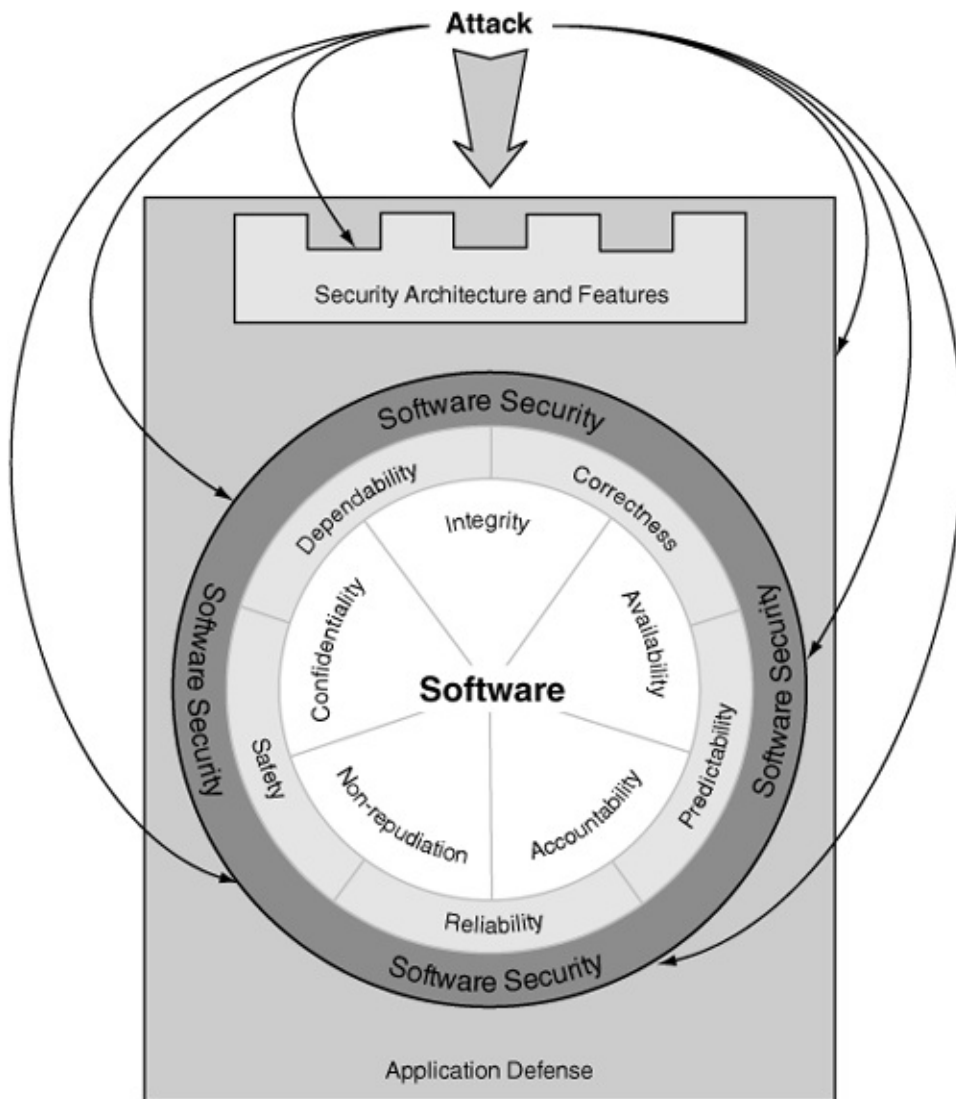 Attack
Security Architecture and Features
Software Security
Dependability
Correctness
Integrity
Confidentiality
Availability
Software Security
Software
Software Security
Safety
Non-repudiation
Accountability
Predictability
Reliability
Software Security
Application Defense